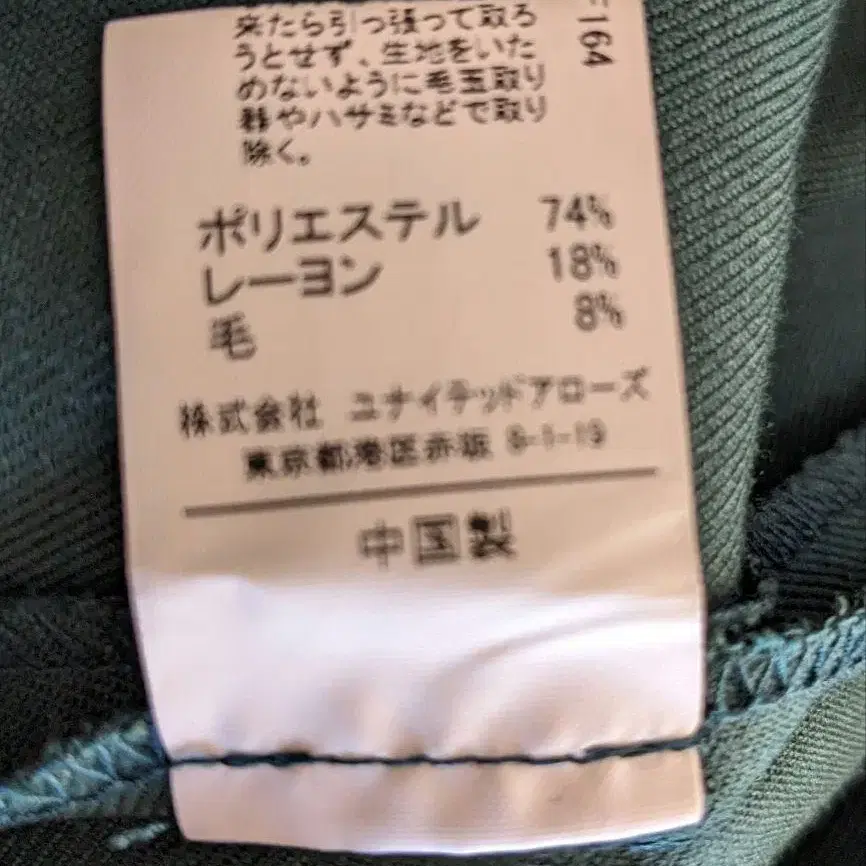 来たら引っ張って取ろ
うとせず、生地をいた
めないように毛玉取り
器やハサミなどで取り
除く。
164
ポリエステル 74%
レーヨン 18%
毛 8%
株式会社 ユナイテッドアローズ
東京都港区赤坂 8-1-19
中国製